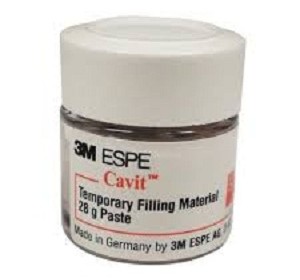 3M ESPE
Cavit™
Temporary Filling Material
28 g Paste
Made in Germany by 3M ESPE AG,